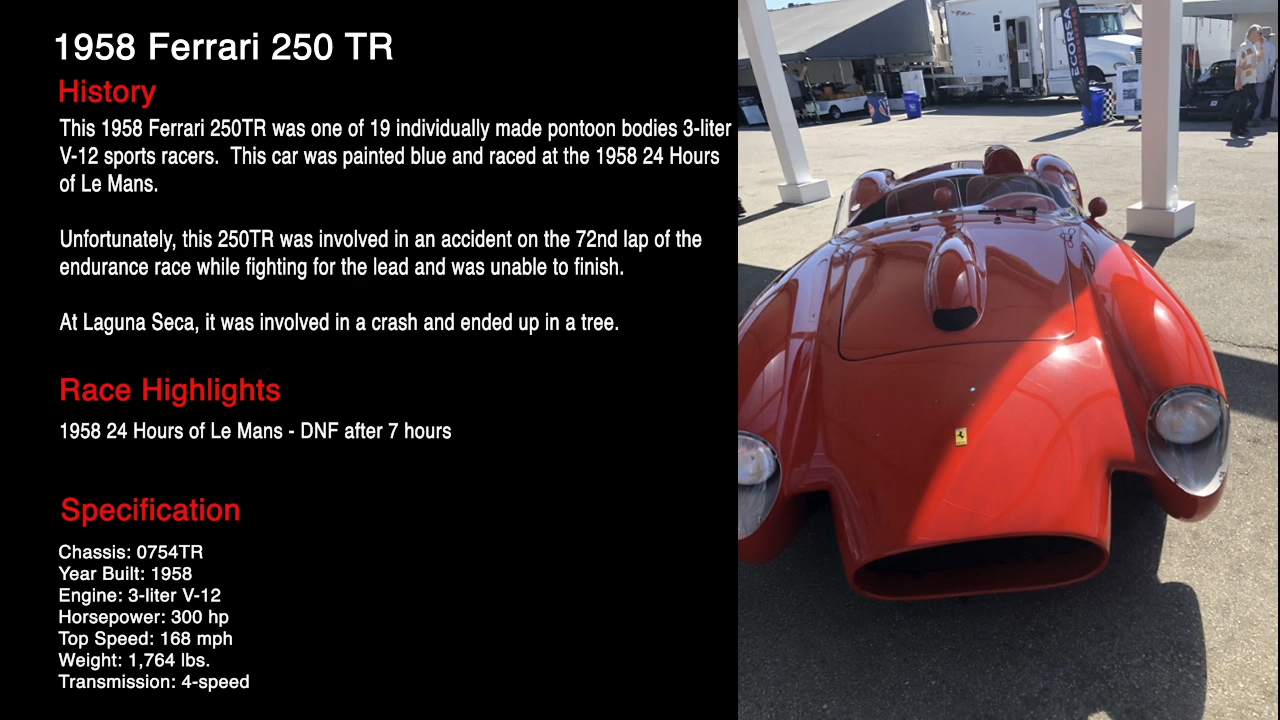 1958 Ferrari 250 TR
History
This 1958 Ferrari 250TR was one of 19 individually made pontoon bodies 3-liter
V-12 sports racers.  This car was painted blue and raced at the 1958 24 Hours
of Le Mans.
Unfortunately, this 250TR was involved in an accident on the 72nd lap of the
endurance race while fighting for the lead and was unable to finish.
At Laguna Seca, it was involved in a crash and ended up in a tree.
Race Highlights
1958 24 Hours of Le Mans - DNF after 7 hours
Specification
Chassis: 0754TR
Year Built: 1958
Engine: 3-liter V-12
Horsepower: 300 hp
Top Speed: 168 mph
Weight: 1,764 lbs.
Transmission: 4-speed